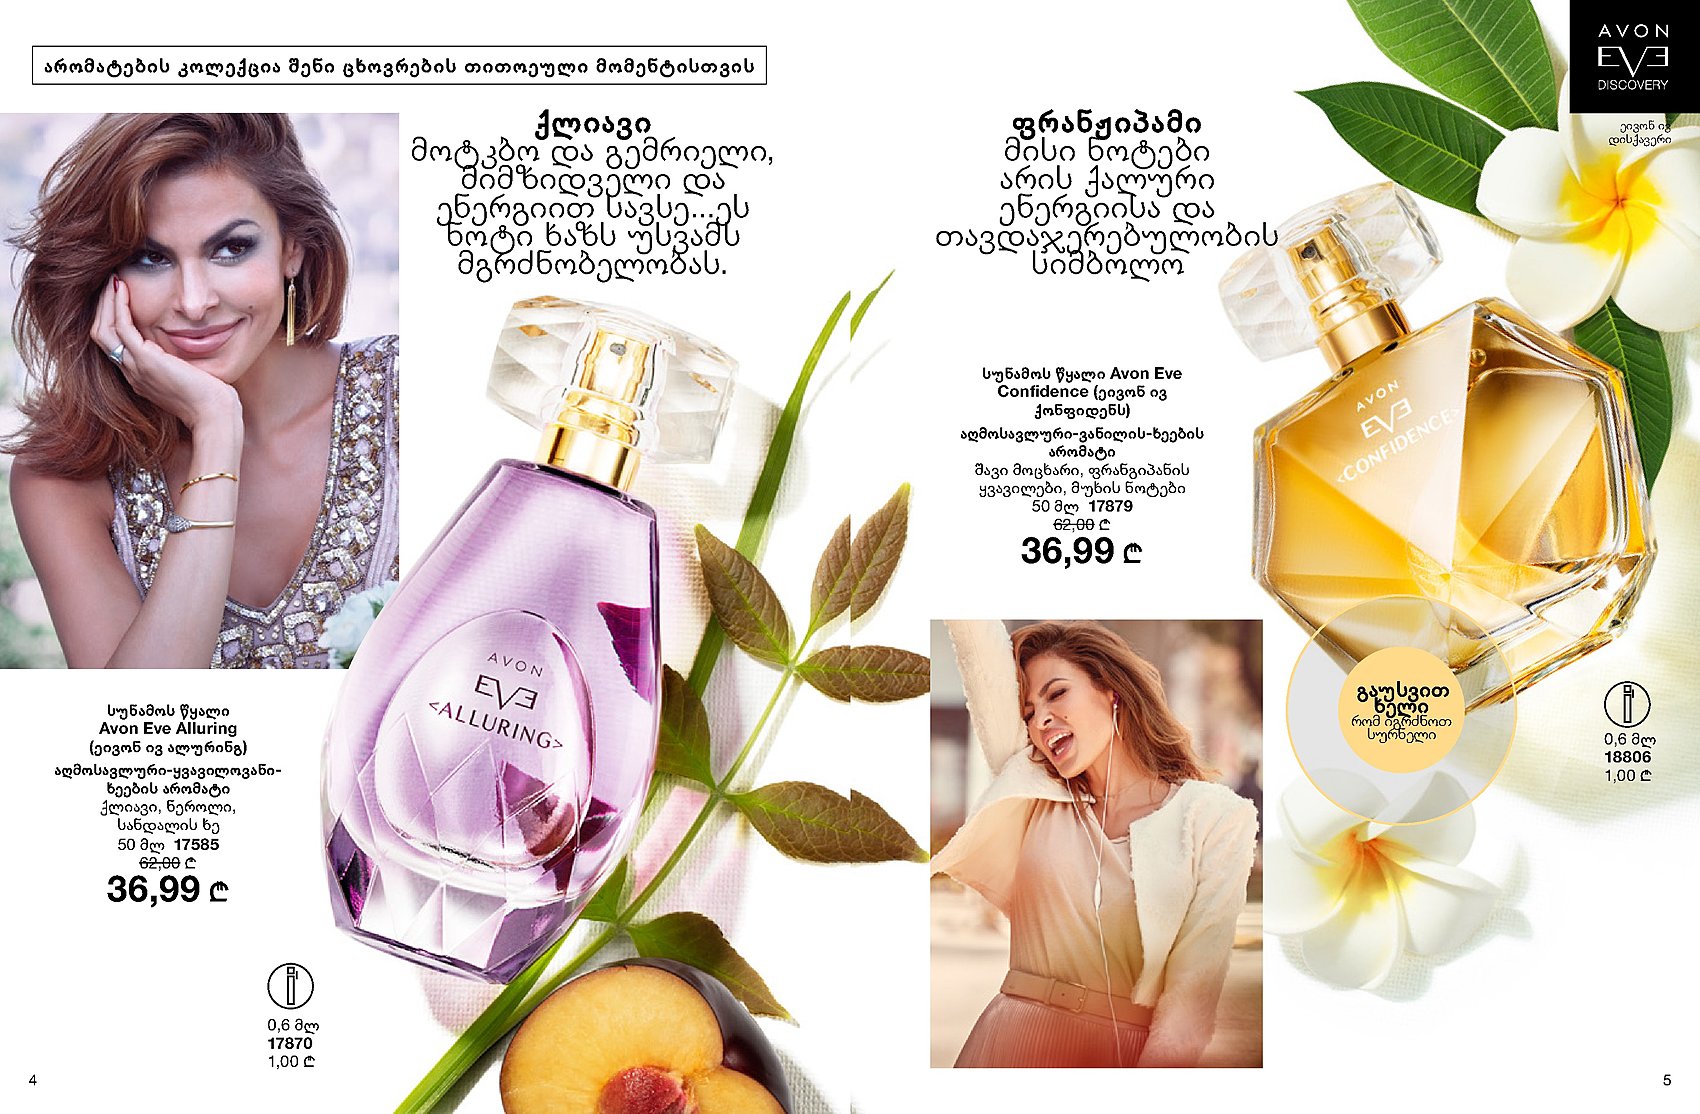 არომატების კოლექცია შენი ცხოვრების თითოეული მომენტისთვის
ქლიავი
მოტკბო და გემრიელი,
მიმზიდველი და
ენერგიით სავსე...ეს
ნოტი ხაზს უსვამს
მგრძნობელობას.
AVON
EVE
<ALLURING>
სუნამოს წყალი
Avon Eve Alluring
(ეივონ ივ ალურინგ)
აღმოსავლური-ყვავილოვანი-
ხეების არომატი
ქლიავი, ნეროლი,
სანდალის ხე
50 მლ 17585
62,00 ₾
36,99 ₾
0,6 მლ
17870
1,00 ₾
4
ფრანჟიპამი
მისი ნოტები
არის ქალური
ენერგიისა და
თავდაჯერებულობის
სიმბოლო
AVON
EVE
DISCOVERY
ეივონ ივ
დისქავერი
სუნამოს წყალი Avon Eve
Confidence (ეივონ ივ
ქონფიდენს)
აღმოსავლური-ვანილის-ხეების
არომატი
შავი მოცხარი, ფრანგიპანის
ყვავილები, მუხის ნოტები
50 მლ 17879
62,00 ₾
36,99 ₾
AVON
EVE
<CONFIDENCE>
გაუსვით
ხელი
რომ იგრძნოთ
სურნელი
0,6 მლ
18806
1,00 ₾
5